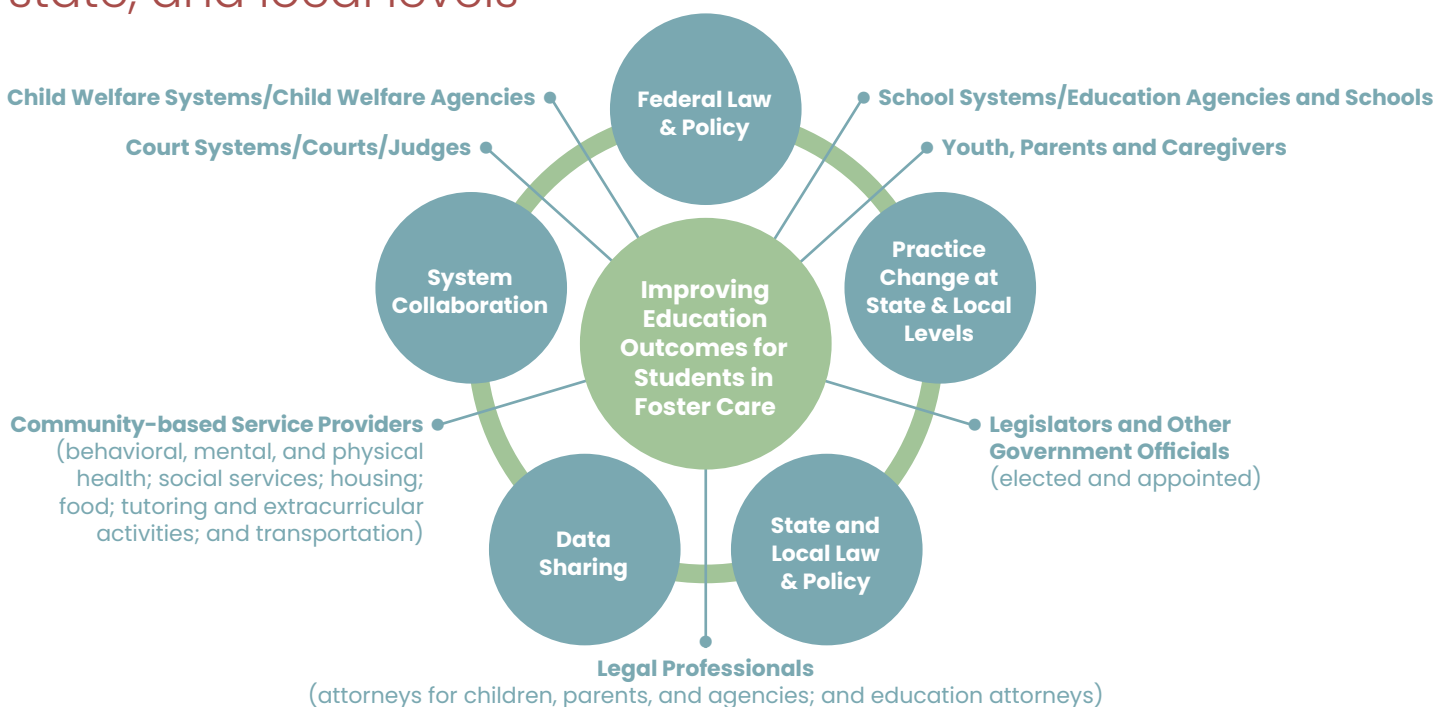 state, and local levels
Child Welfare Systems/Child Welfare Agencies
Court Systems/Courts/Judges
Federal Law
& Policy
School Systems/Education Agencies and Schools
Youth, Parents and Caregivers
System
Collaboration
Improving
Education
Outcomes for
Students in
Foster Care
Practice
Change at
State & Local
Levels
Community-based Service Providers
(behavioral, mental, and physical
health; social services; housing;
food; tutoring and extracurricular
activities; and transportation)
Legislators and Other
Government Officials
(elected and appointed)
Data
Sharing
State and
Local Law
& Policy
Legal Professionals
(attorneys for children, parents, and agencies; and education attorneys)